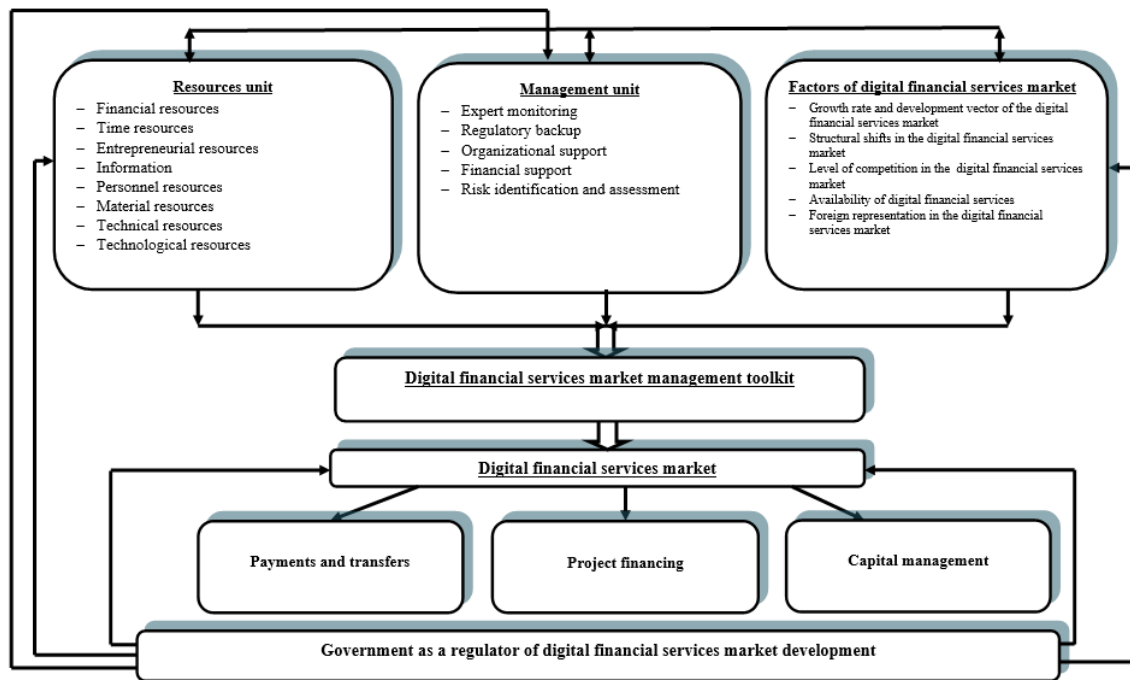 Resources unit
– Financial resources
– Time resources
– Entrepreneurial resources
– Information
– Personnel resources
– Material resources
– Technical resources
– Technological resources
Management unit
– Expert monitoring
– Regulatory backup
– Organizational support
– Financial support
– Risk identification and assessment
Factors of digital financial services market
– Growth rate and development vector of the digital
financial services market
– Structural shifts in the digital financial services
market
– Level of competition in the digital financial services
market
– Availability of digital financial services
– Foreign representation in the digital financial
services market
Digital financial services market management toolkit
Digital financial services market
Payments and transfers
Project financing
Capital management
Government as a regulator of digital financial services market development